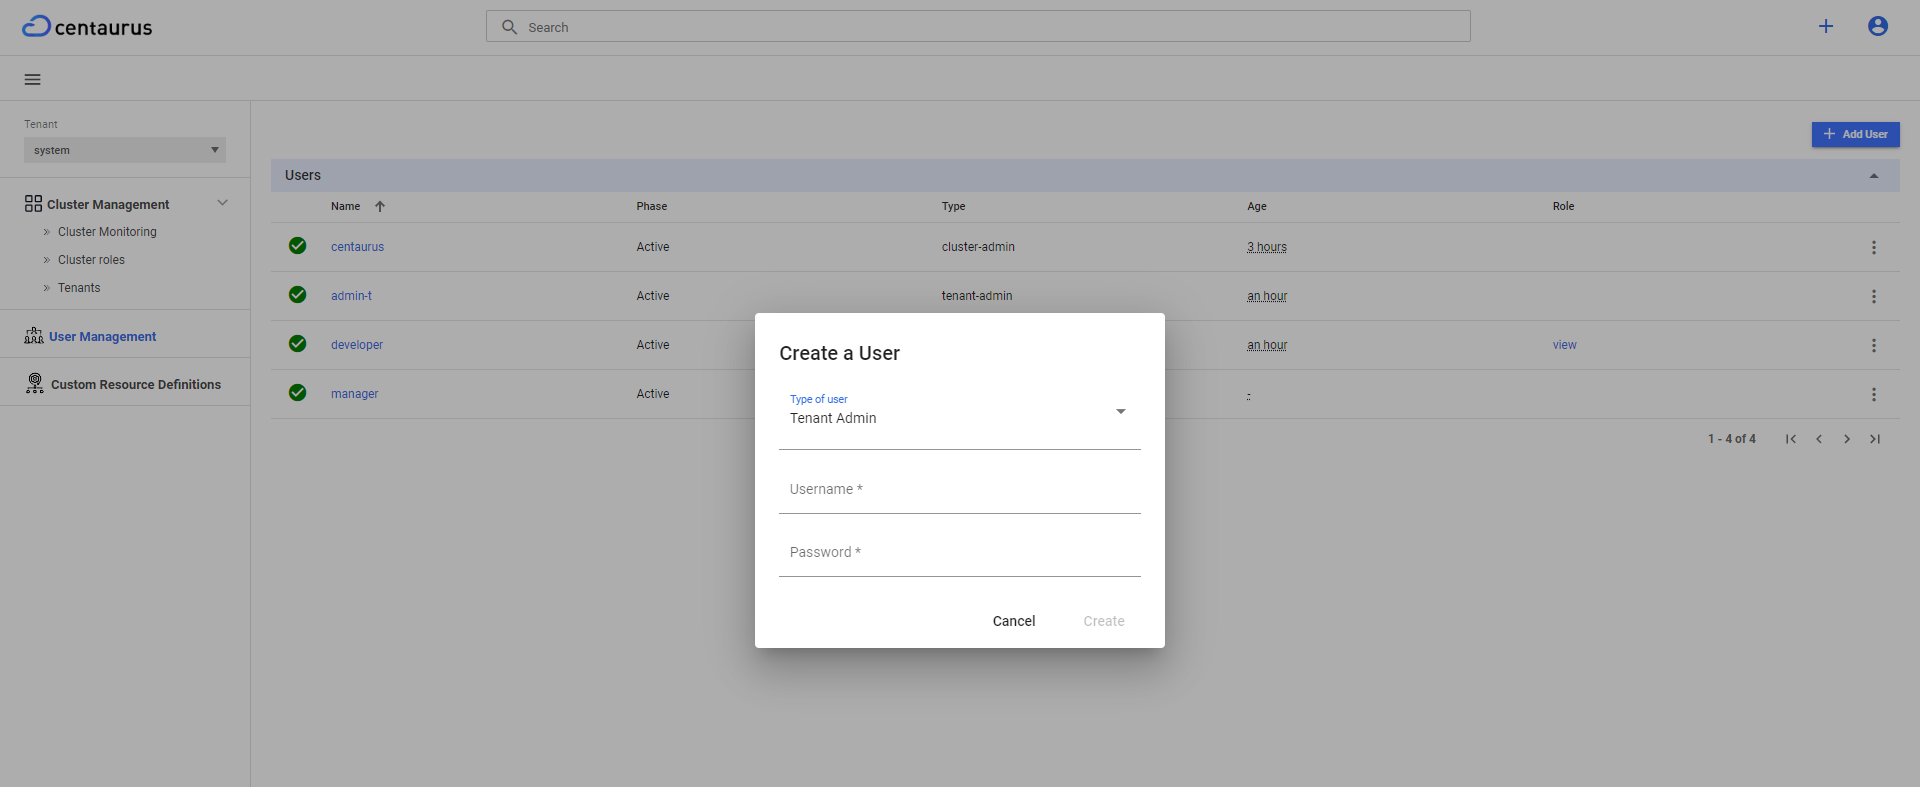 centaurus
Search
Tenant
system
Add User
Cluster Management
Cluster Monitoring
Cluster roles
Tenants
User Management
Custom Resource Definitions
Users
Name Phase Type Age Role
centaurus Active cluster-admin 3 hours
admin-t Active tenant-admin an hour
developer Active an hour view
manager Active -
1 - 4 of 4
Create a User
Type of user
Tenant Admin
Username *
Password *
Cancel Create